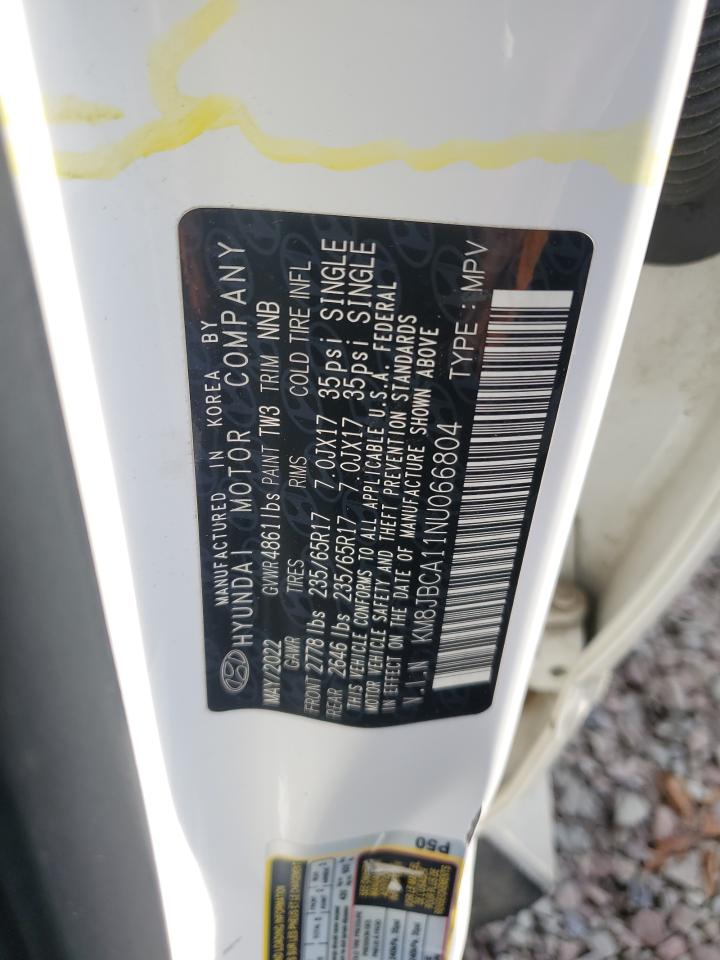 MANUFACTURED IN KOREA BY
HYUNDAI MOTOR COMPANY
MAY/2022 GVWR 4861 lbs PAINT TW3 TRIM NNB
GAWR TIRES RIMS COLD TIRE INFL
FRONT 2778 lbs 235/65R17 7.0JX17 35psi SINGLE
REAR 2646 lbs 235/65R17 7.0JX17 35psi SINGLE
THIS VEHICLE CONFORMS TO ALL APPLICABLE U.S.A. FEDERAL
MOTOR VEHICLE SAFETY AND THEFT PREVENTION STANDARDS
IN EFFECT ON THE DATE OF MANUFACTURE SHOWN ABOVE
V.I.N KM8JBCA11NU066804 TYPE : MPV
P50